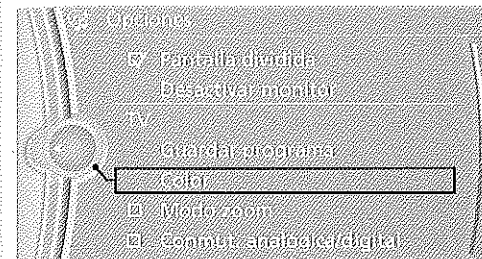 Opciones
Pantalla dividida
Desactivar monitor
TV
Guardar programa
Color
Modo zoom
Conmut. analógica/digital